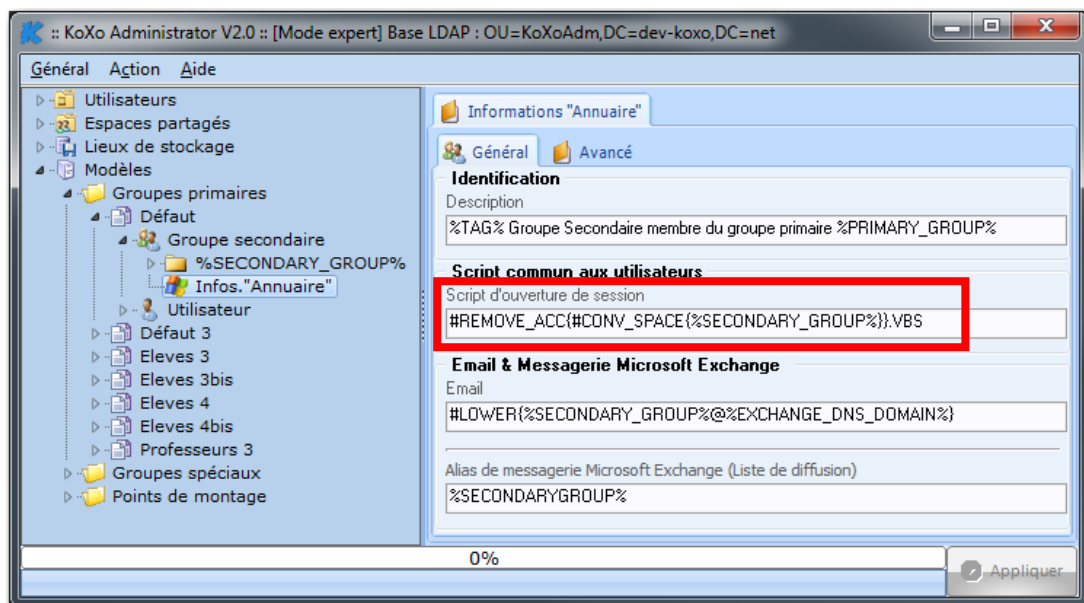 :: KoXo Administrator V2.0 :: [Mode expert] Base LDAP : OU=KoXoAdm,DC=dev-koxo,DC=net
Général Action Aide
Utilisateurs
Espaces partagés
Lieux de stockage
Modèles
Groupes primaires
Défaut
Groupe secondaire
%SECONDARY_GROUP%
Infos."Annuaire"
Utilisateur
Défaut 3
Eleves 3
Eleves 3bis
Eleves 4
Eleves 4bis
Professeurs 3
Groupes spéciaux
Points de montage
Informations "Annuaire"
Général Avancé
Identification
Description
%TAG% Groupe Secondaire membre du groupe primaire %PRIMARY_GROUP%
Script commun aux utilisateurs
Script d'ouverture de session
#REMOVE_ACC{#CONV_SPACE{%SECONDARY_GROUP%}}.VBS
Email & Messagerie Microsoft Exchange
Email
#LOWER{%SECONDARY_GROUP%@%EXCHANGE_DNS_DOMAIN%}
Alias de messagerie Microsoft Exchange (Liste de diffusion)
%SECONDARYGROUP%
0%
Appliquer